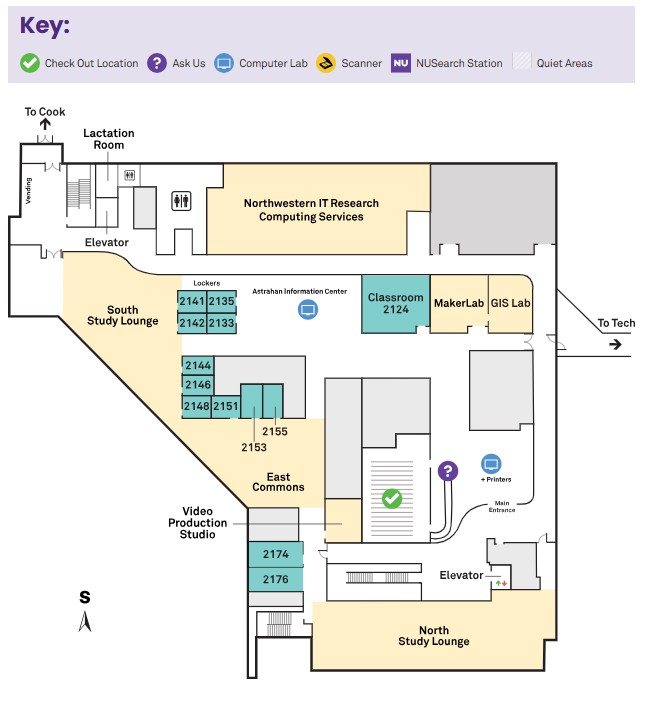 Key:
Check Out Location
Ask Us
Computer Lab
Scanner
NU
NUSearch Station
Quiet Areas
To Cook
Lactation
Room
Vending
Elevator
Northwestern IT Research
Computing Services
South
Study Lounge
Lockers
2141
2135
2142
2133
Astrahan Information Center
Classroom
2124
MakerLab
GIS Lab
To Tech
2144
2146
2148
2151
2155
2153
East
Commons
?
+ Printers
Main
Entrance
Video
Production
Studio
2174
2176
Elevator
S
North
Study Lounge